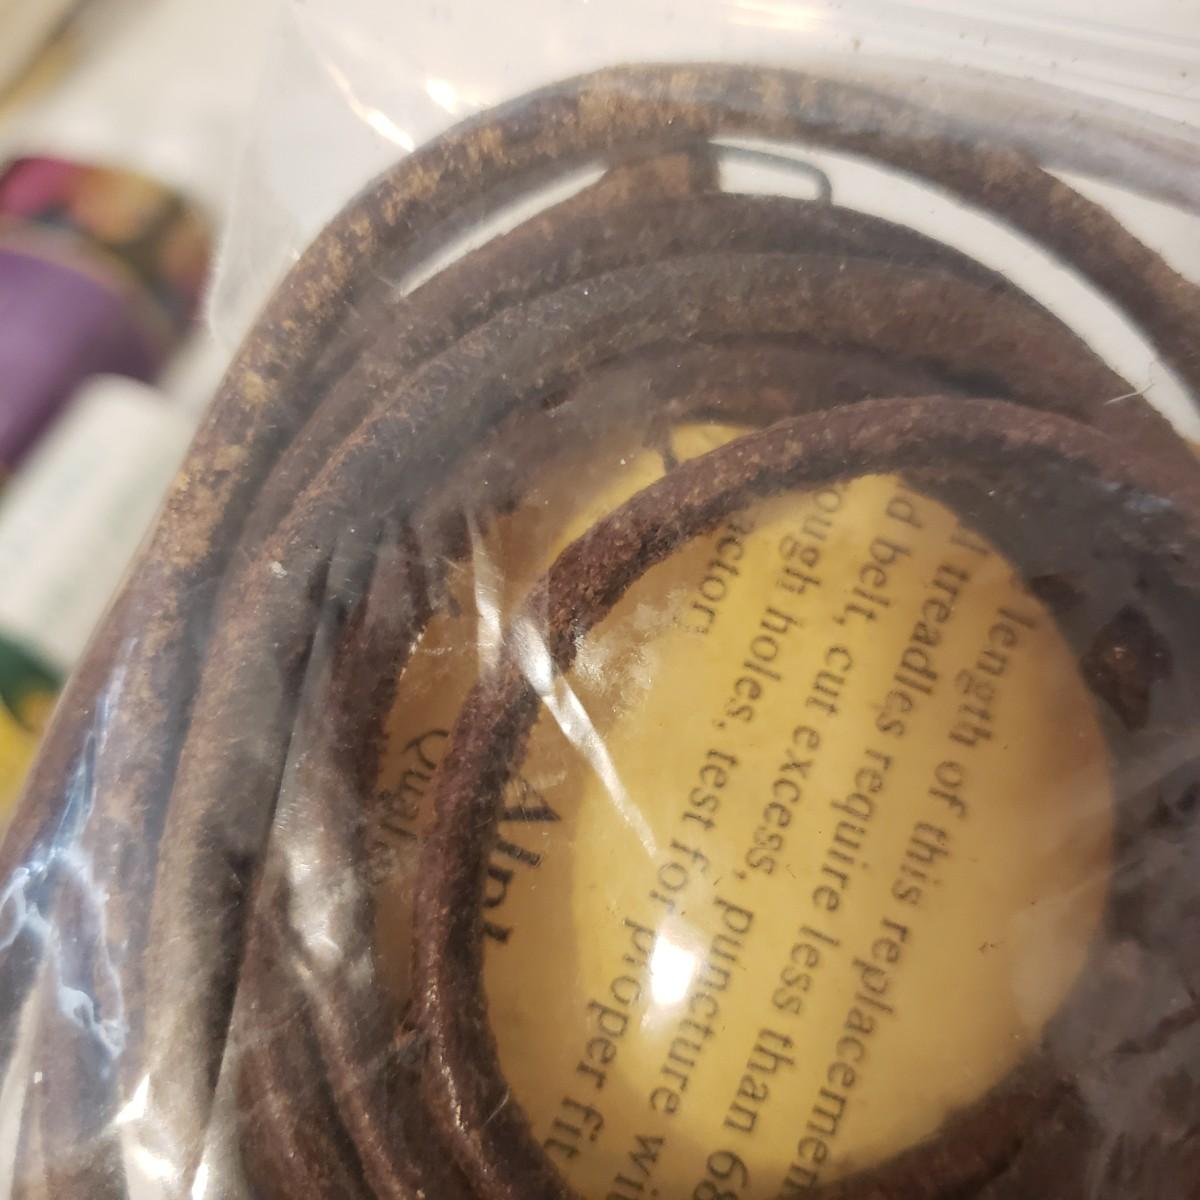 length of this replacemen
treadles require less than 68
d belt, cut excess, puncture wi
ough holes, test for proper fit